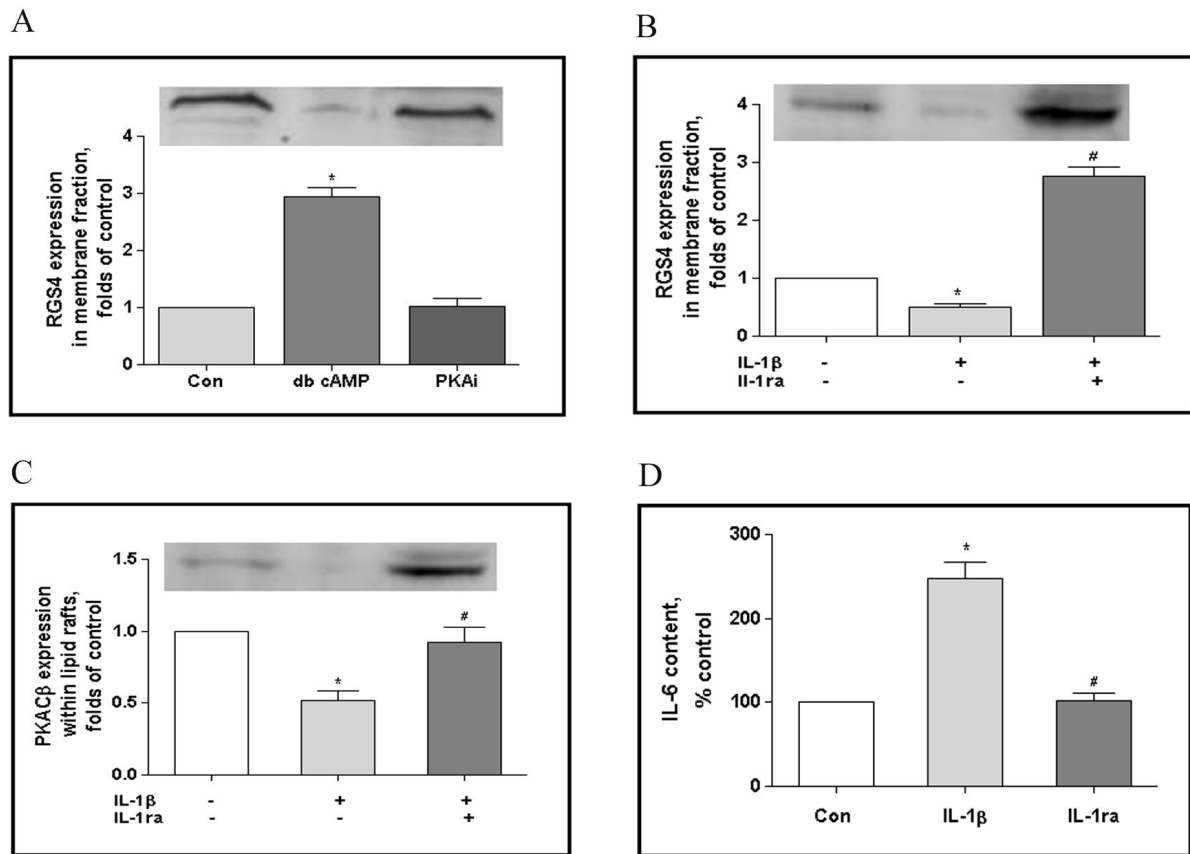 A
RGS4 expression
in membrane fraction,
folds of control
4
3
2
1
0
*
Con db cAMP PKAi
B
RGS4 expression
in membrane fraction,
folds of control
4
3
2
1
0
*
#
IL-1β - + +
Il-1ra - - +
C
PKACβ expression
within lipid rafts,
folds of control
1.5
1.0
0.5
0.0
*
#
IL-1β - + +
IL-1ra - - +
D
IL-6 content,
% control
300
200
100
0
*
#
Con IL-1β IL-1ra